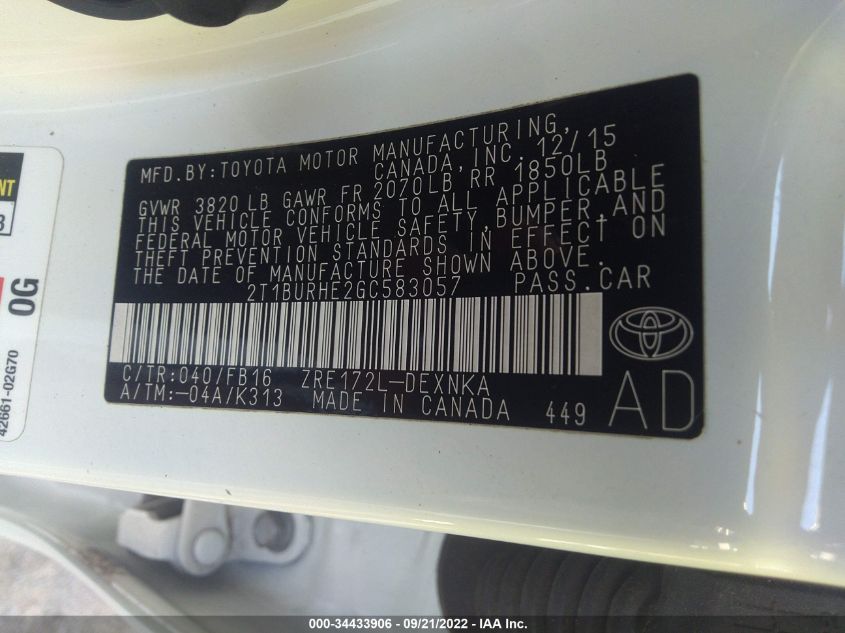 MFD.BY:TOYOTA MOTOR MANUFACTURING,
CANADA,INC. 12/15
GVWR 3820 LB GAWR FR 2070LB RR 1850LB
THIS VEHICLE CONFORMS TO ALL APPLICABLE
FEDERAL MOTOR VEHICLE SAFETY,BUMPER,AND
THEFT PREVENTION STANDARDS IN EFFECT ON
THE DATE OF MANUFACTURE SHOWN ABOVE.
2T1BURHE2GC583057 PASS.CAR
C/TR:040/FB16 ZRE172L-DEXNKA
A/TM:-04A/K313 MADE IN CANADA 449
AD
0G
42661-02G70
000-34433906 - 09/21/2022 - IAA Inc.